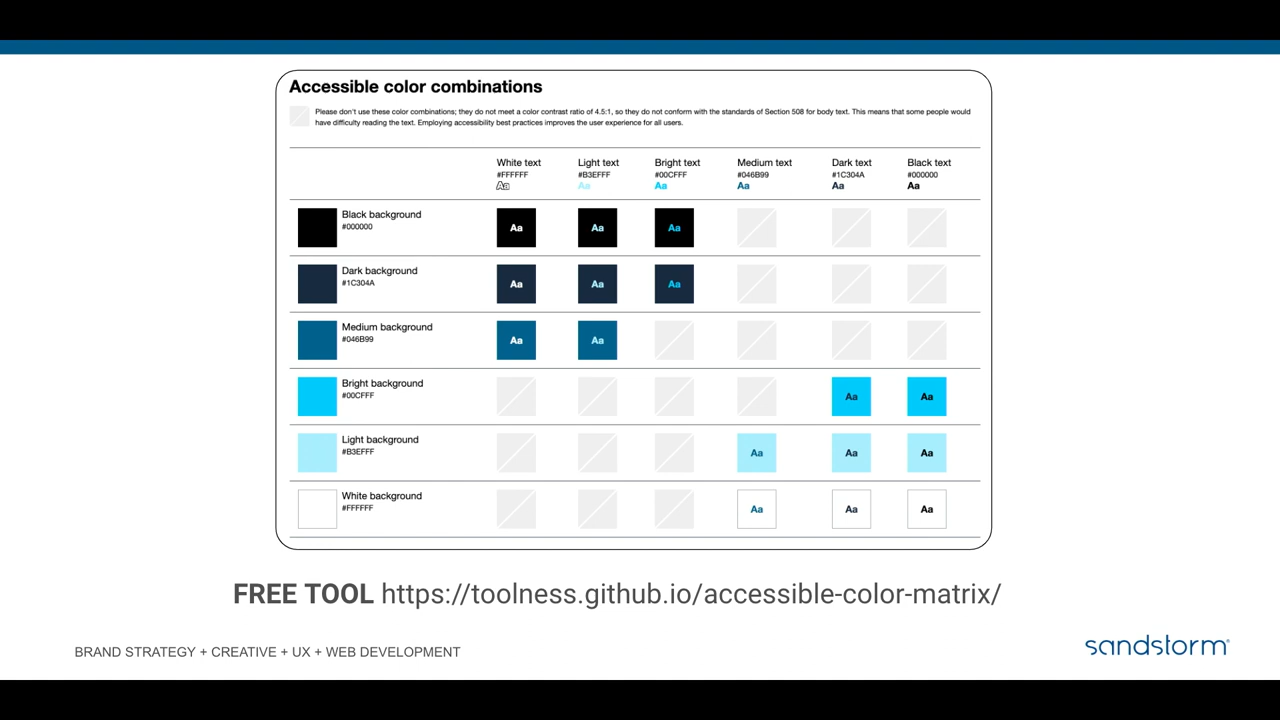 Accessible color combinations
Please don't use these color combinations; they do not meet a color contrast ratio of 4.5:1, so they do not conform with the standards of Section 508 for body text. This means that some people would
have difficulty reading the text. Employing accessibility best practices improves the user experience for all users.
White text Light text Bright text Medium text Dark text Black text
#FFFFFF #B3EFFF #00CFFF #046B99 #1C304A #000000
Aa Aa Aa Aa Aa Aa
Black background
#000000
Aa Aa Aa
Dark background
#1C304A
Aa Aa Aa
Medium background
#046B99
Aa Aa
Bright background
#00CFFF
Aa Aa
Light background
#B3EFFF
Aa Aa Aa
White background
#FFFFFF
Aa Aa Aa
FREE TOOL https://toolness.github.io/accessible-color-matrix/
BRAND STRATEGY + CREATIVE + UX + WEB DEVELOPMENT
sandstorm®